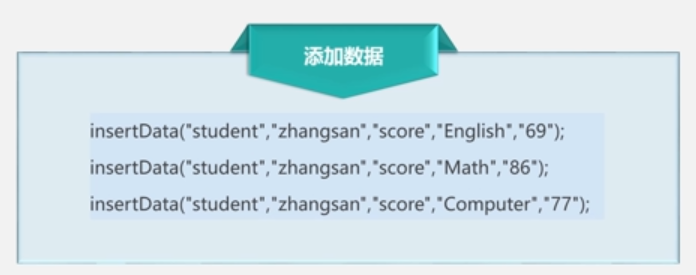 添加数据
insertData("student","zhangsan","score","English","69");
insertData("student","zhangsan","score","Math","86");
insertData("student","zhangsan","score","Computer","77");